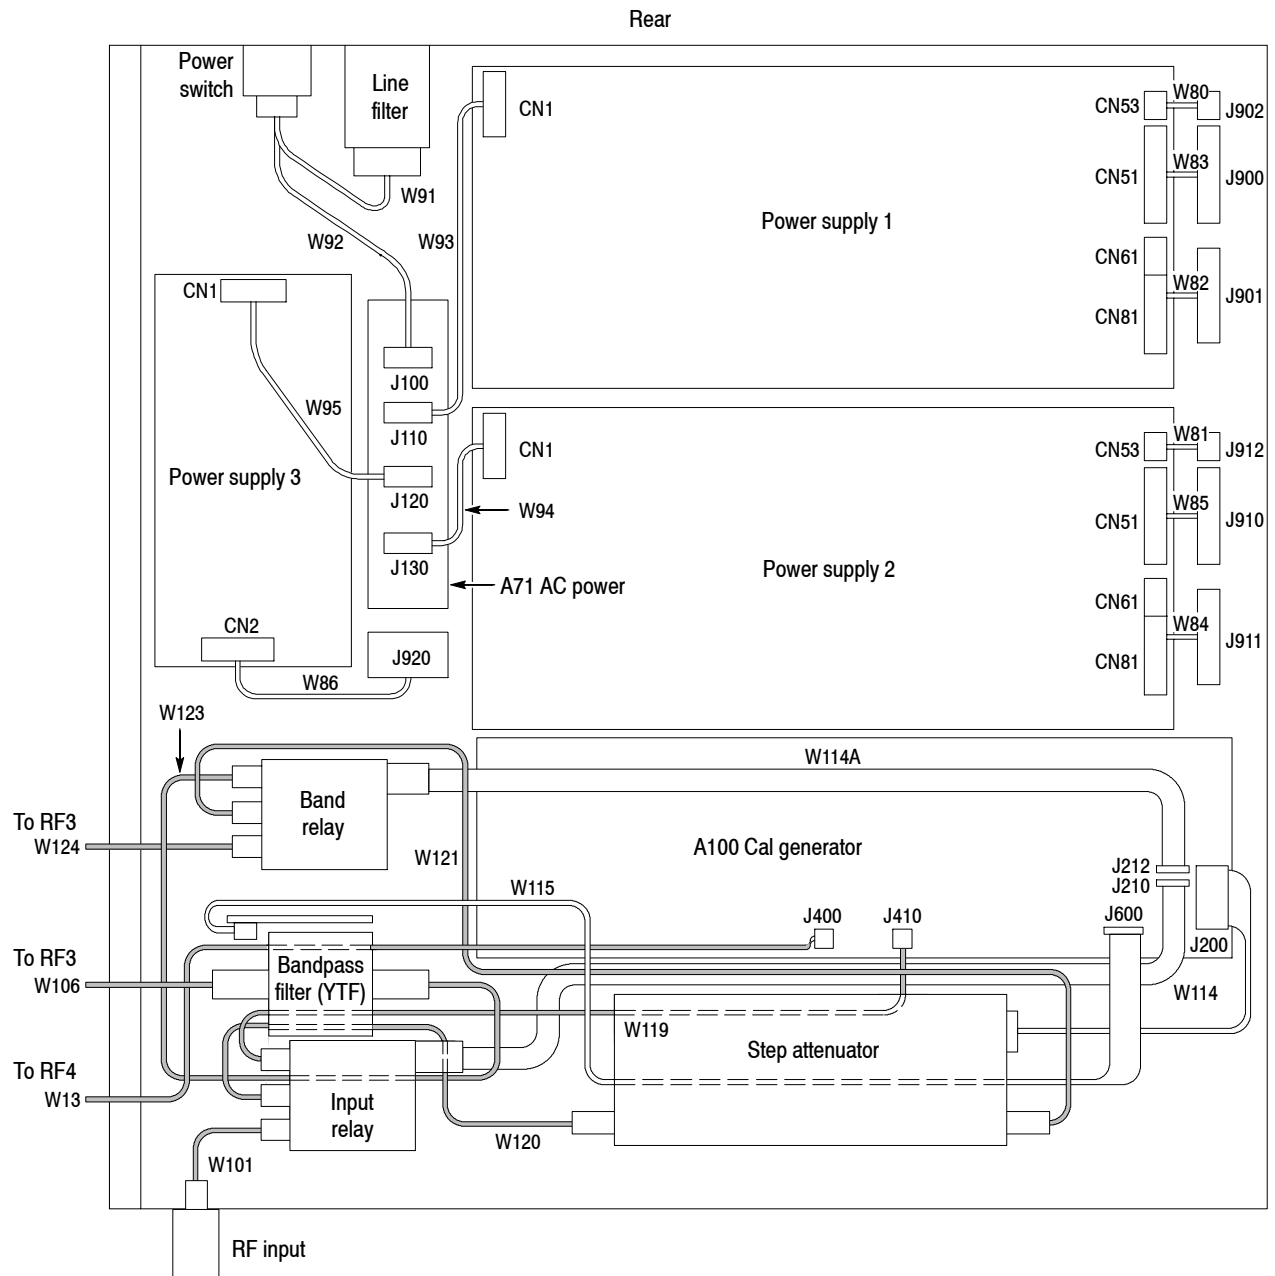 Rear
Power
switch
Line
filter
CN1
CN53
W80
J902
W91
CN51
W83
J900
Power supply 1
W92
W93
CN61
W82
J901
CN81
CN1
J100
W95
J110
CN1
CN53
W81
J912
Power supply 3
J120
W94
CN51
W85
J910
J130
A71 AC power
Power supply 2
CN61
W84
J911
CN81
CN2
J920
W86
W123
W114A
Band
relay
To RF3
W124
W121
A100 Cal generator
J212
J210
W115
J400
J410
J600
J200
To RF3
W106
Bandpass
filter (YTF)
W114
W119
Step attenuator
To RF4
W13
Input
relay
W120
W101
RF input